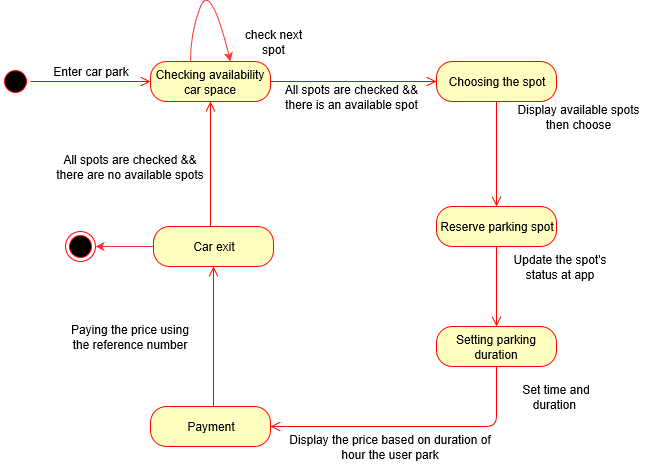 check next
spot
Enter car park
Checking availability
car space
All spots are checked &&
there is an available spot
Choosing the spot
Display available spots
then choose
All spots are checked &&
there are no available spots
Reserve parking spot
Car exit
Update the spot's
status at app
Paying the price using
the reference number
Setting parking
duration
Set time and
duration
Payment
Display the price based on duration of
hour the user park